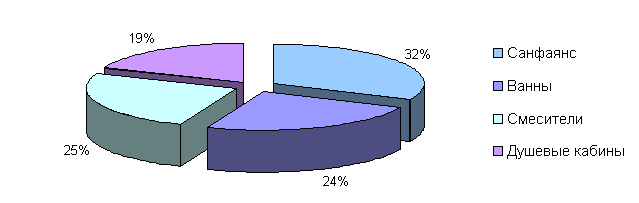 19%
32%
25%
24%
Санфаянс
Ванны
Смесители
Душевые кабины